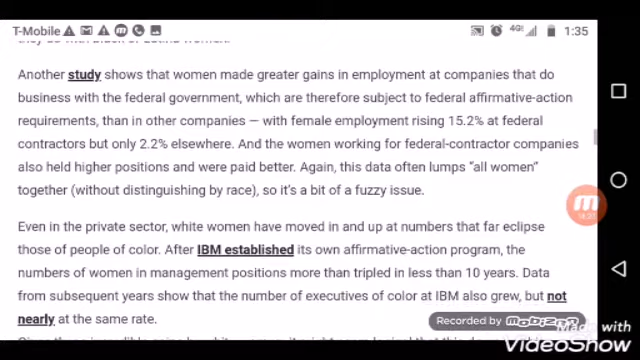 T-Mobile
4G
1:35
Another study shows that women made greater gains in employment at companies that do
business with the federal government, which are therefore subject to federal affirmative-action
requirements, than in other companies — with female employment rising 15.2% at federal
contractors but only 2.2% elsewhere. And the women working for federal-contractor companies
also held higher positions and were paid better. Again, this data often lumps "all women"
together (without distinguishing by race), so it's a bit of a fuzzy issue.
Even in the private sector, white women have moved in and up at numbers that far eclipse
those of people of color. After IBM established its own affirmative-action program, the
numbers of women in management positions more than tripled in less than 10 years. Data
from subsequent years show that the number of executives of color at IBM also grew, but not
nearly at the same rate.
Recorded by mobizen
Made with
VideoShow